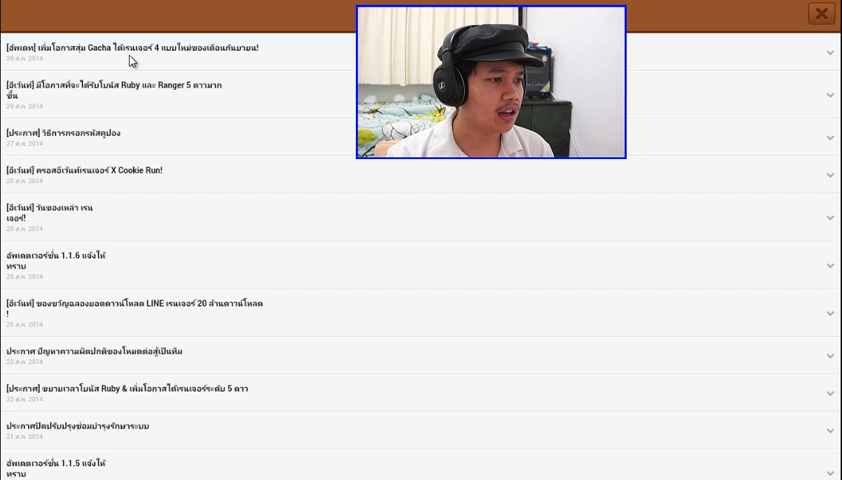 [อัพเดท] เพิ่มโอกาสสุ่ม Gacha ได้เรนเจอร์ 4 แบบใหม่ของเดือนกันยายน!
29 ส.ค. 2014
[อีเว้นท์] มีโอกาสที่จะได้รับโบนัส Ruby และ Ranger 5 ดาวมาก
ขึ้น
29 ส.ค. 2014
[ประกาศ] วิธีการกรอกรหัสคูปอง
27 ส.ค. 2014
[อีเว้นท์] ครอสอีเว้นท์เรนเจอร์ X Cookie Run!
25 ส.ค. 2014
[อีเว้นท์] วันของเหล่า เรน
เจอร์!
25 ส.ค. 2014
อัพเดตเวอร์ชั่น 1.1.6 แจ้งให้
ทราบ
25 ส.ค. 2014
[อีเว้นท์] ของขวัญฉลองยอดดาวน์โหลด LINE เรนเจอร์ 20 ล้านดาวน์โหลด
!
25 ส.ค. 2014
ประกาศ ปัญหาความผิดปกติของโหมดต่อสู้เป็นทีม
22 ส.ค. 2014
[ประกาศ] ขยายเวลาโบนัส Ruby & เพิ่มโอกาสได้เรนเจอร์ระดับ 5 ดาว
22 ส.ค. 2014
ประกาศปิดปรับปรุงซ่อมบำรุงรักษาระบบ
21 ส.ค. 2014
อัพเดตเวอร์ชั่น 1.1.5 แจ้งให้
ทราบ